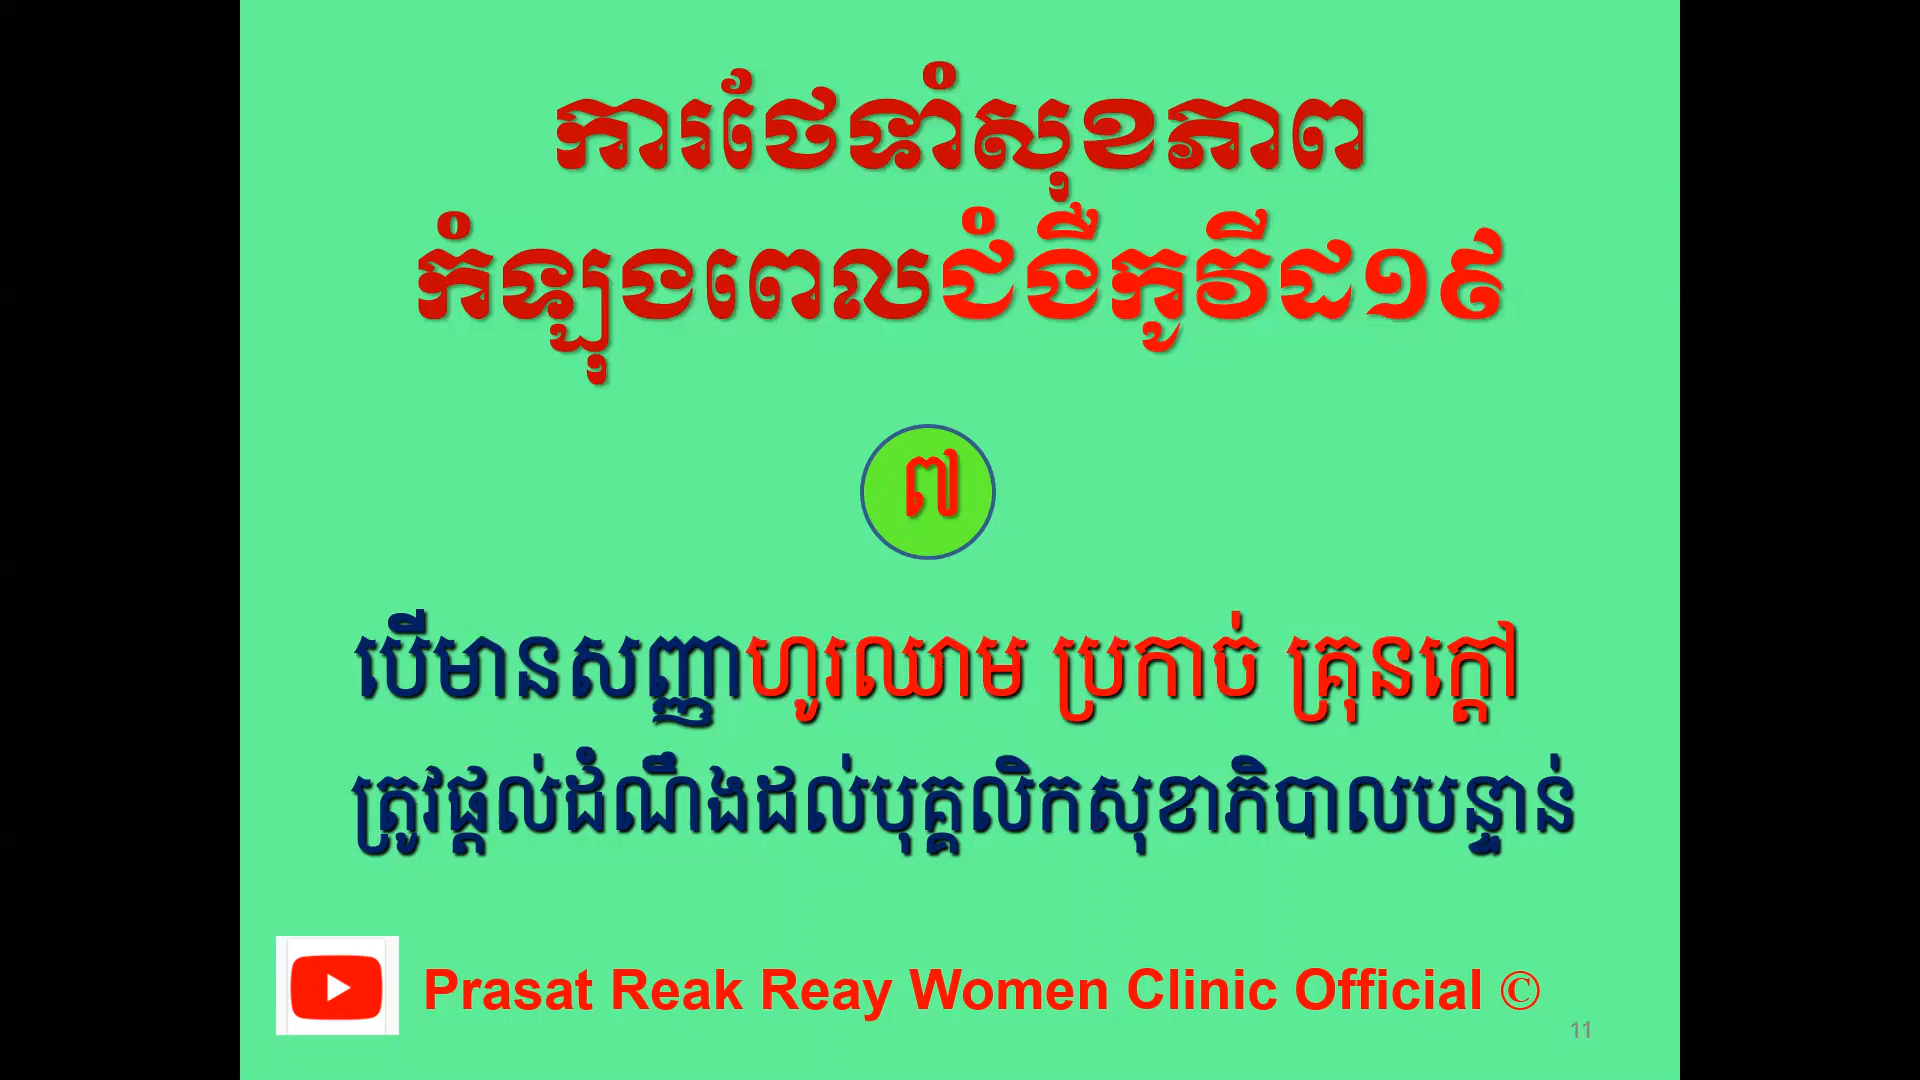 ការថែទាំសុខភាព
កំឡុងពេលជំងឺកូវីដ១៩
៧
បើមានសញ្ញាហូរឈាម ប្រកាច់ គ្រុនក្តៅ
ត្រូវផ្តល់ដំណឹងដល់បុគ្គលិកសុខាភិបាលបន្ទាន់
Prasat Reak Reay Women Clinic Official ©
11